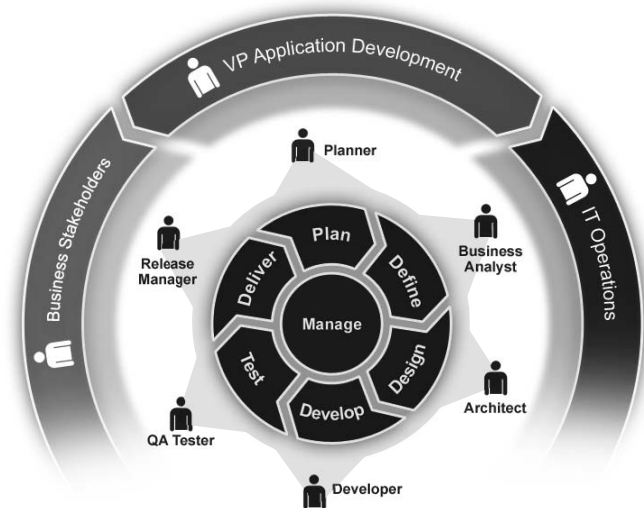 VP Application Development
Business Stakeholders
IT Operations
Planner
Business
Analyst
Architect
Developer
QA Tester
Release
Manager
Plan
Define
Design
Develop
Test
Deliver
Manage